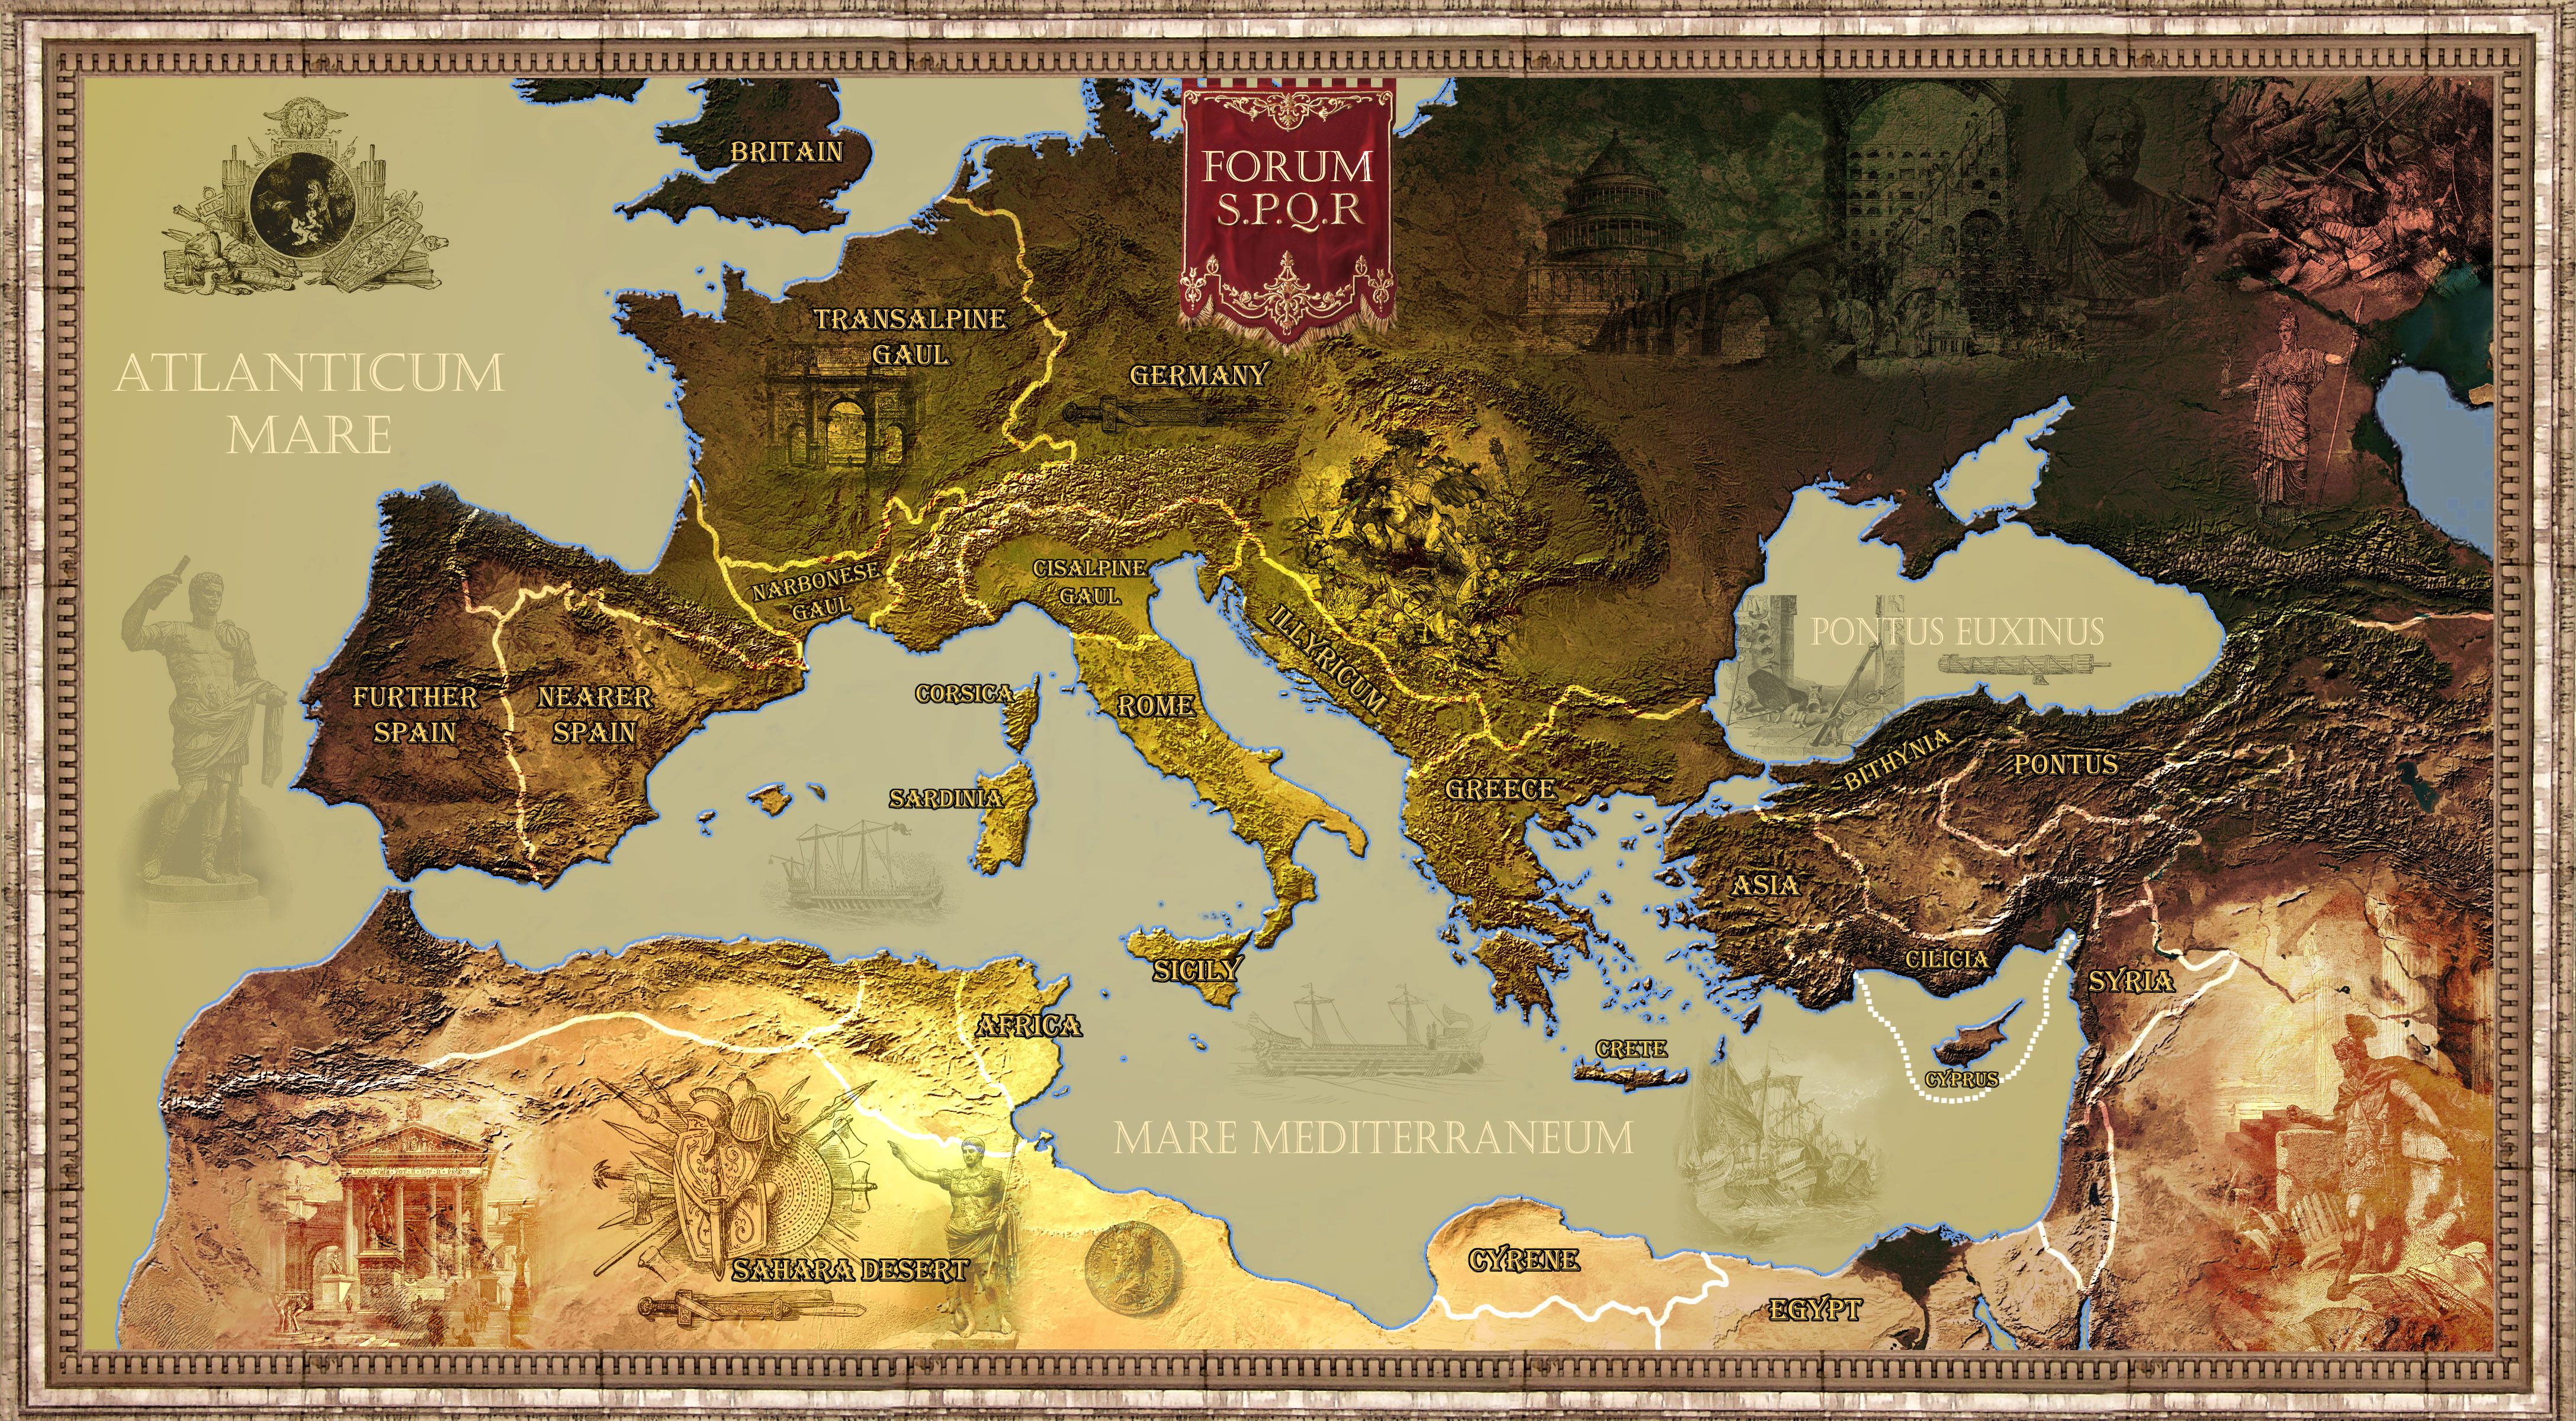 BRITAIN
FORUM
S.P.Q.R
TRANSALPINE
GAUL
ATLANTICUM
MARE
GERMANY
NARBONESE
GAUL
CISALPINE
GAUL
ILLYRICUM
PONTUS EUXINUS
FURTHER
SPAIN
NEARER
SPAIN
CORSICA
ROME
SARDINIA
GREECE
BITHYNIA
PONTUS
ASIA
SICILY
CILICIA
SYRIA
AFRICA
CRETE
CYPRUS
MARE MEDITERRANEUM
SAHARA DESERT
CYRENE
EGYPT